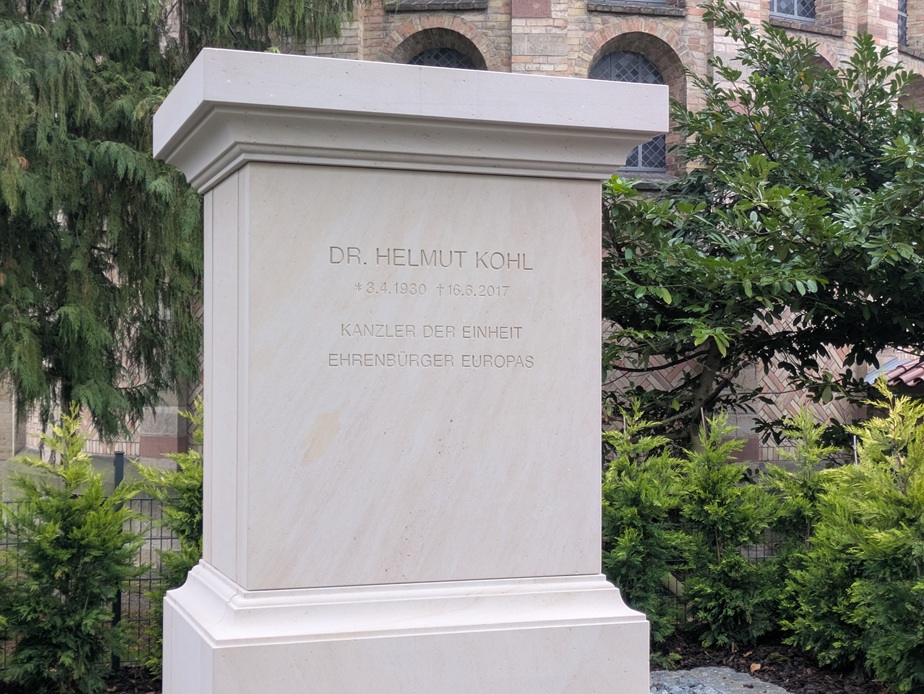 DR. HELMUT KOHL
*3.4.1930 †16.6.2017
KANZLER DER EINHEIT
EHRENBÜRGER EUROPAS